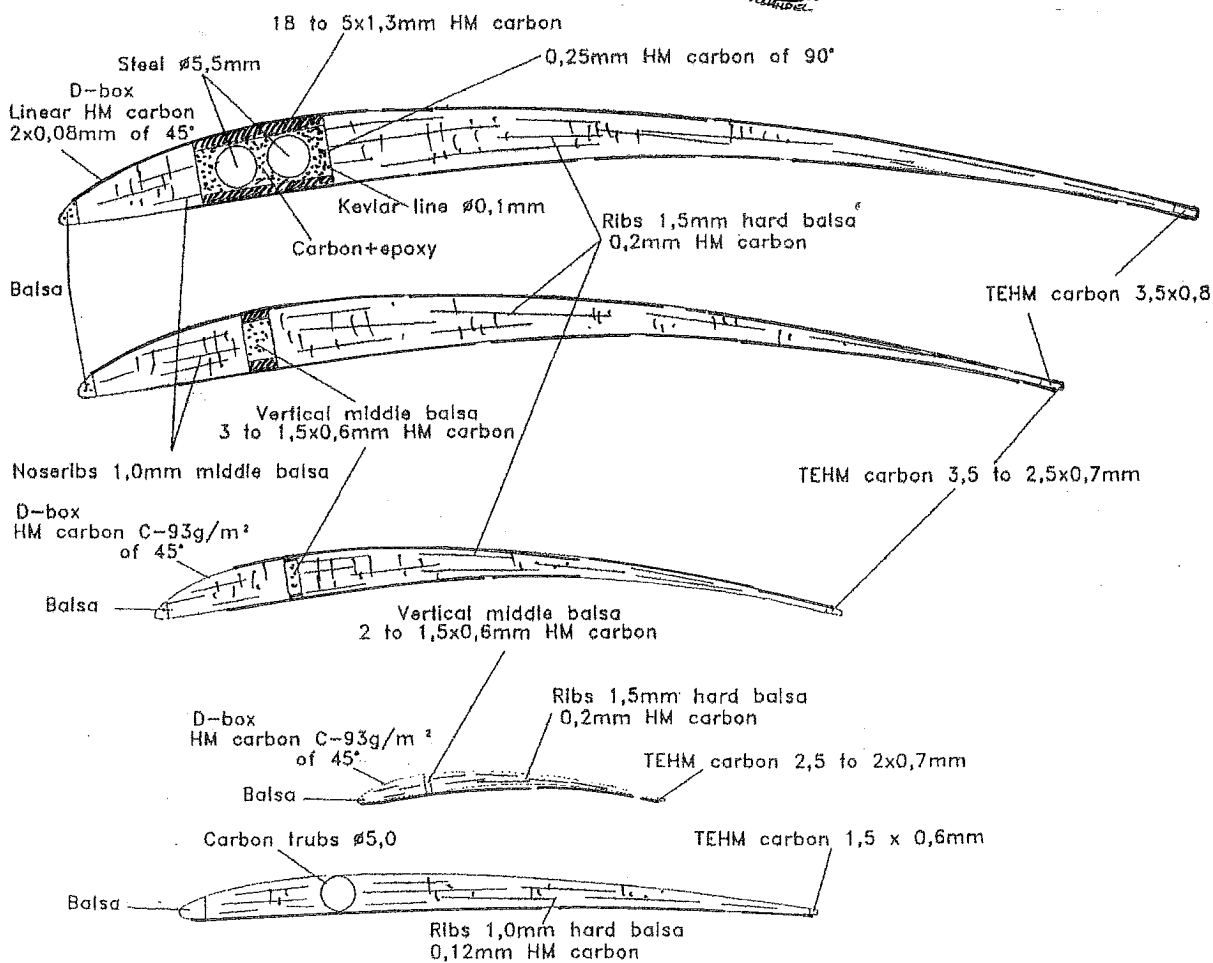 18 to 5x1,3mm HM carbon
Steel ø5,5mm
0,25mm HM carbon of 90°
D-box
Linear HM carbon
2x0,08mm of 45°
Kevlar line ø0,1mm
Ribs 1,5mm hard balsa
0,2mm HM carbon
Carbon+epoxy
Balsa
TEHM carbon 3,5x0,8
Vertical middle balsa
3 to 1,5x0,6mm HM carbon
Noseribs 1,0mm middle balsa
TEHM carbon 3,5 to 2,5x0,7mm
D-box
HM carbon C-93g/m²
of 45°
Balsa
Vertical middle balsa
2 to 1,5x0,6mm HM carbon
Ribs 1,5mm hard balsa
0,2mm HM carbon
D-box
HM carbon C-93g/m²
of 45°
TEHM carbon 2,5 to 2x0,7mm
Balsa
Carbon trubs ø5,0
TEHM carbon 1,5 x 0,6mm
Balsa
Ribs 1,0mm hard balsa
0,12mm HM carbon